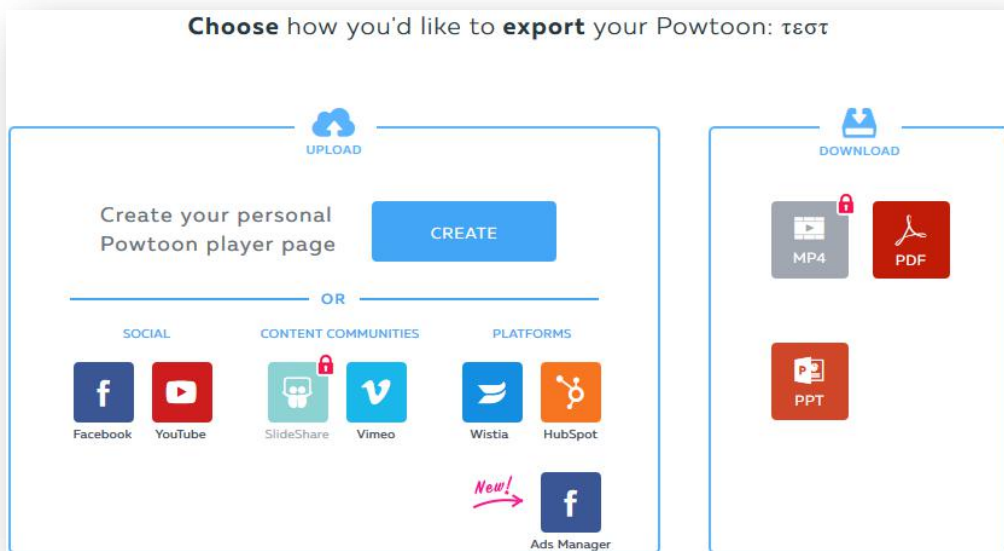 Choose how you'd like to export your Powtoon: τεστ
UPLOAD
Create your personal
Powtoon player page
CREATE
OR
SOCIAL
CONTENT COMMUNITIES
PLATFORMS
f
Facebook
YouTube
SlideShare
v
Vimeo
Wistia
HubSpot
New!
f
Ads Manager
DOWNLOAD
MP4
PDF
P
PPT